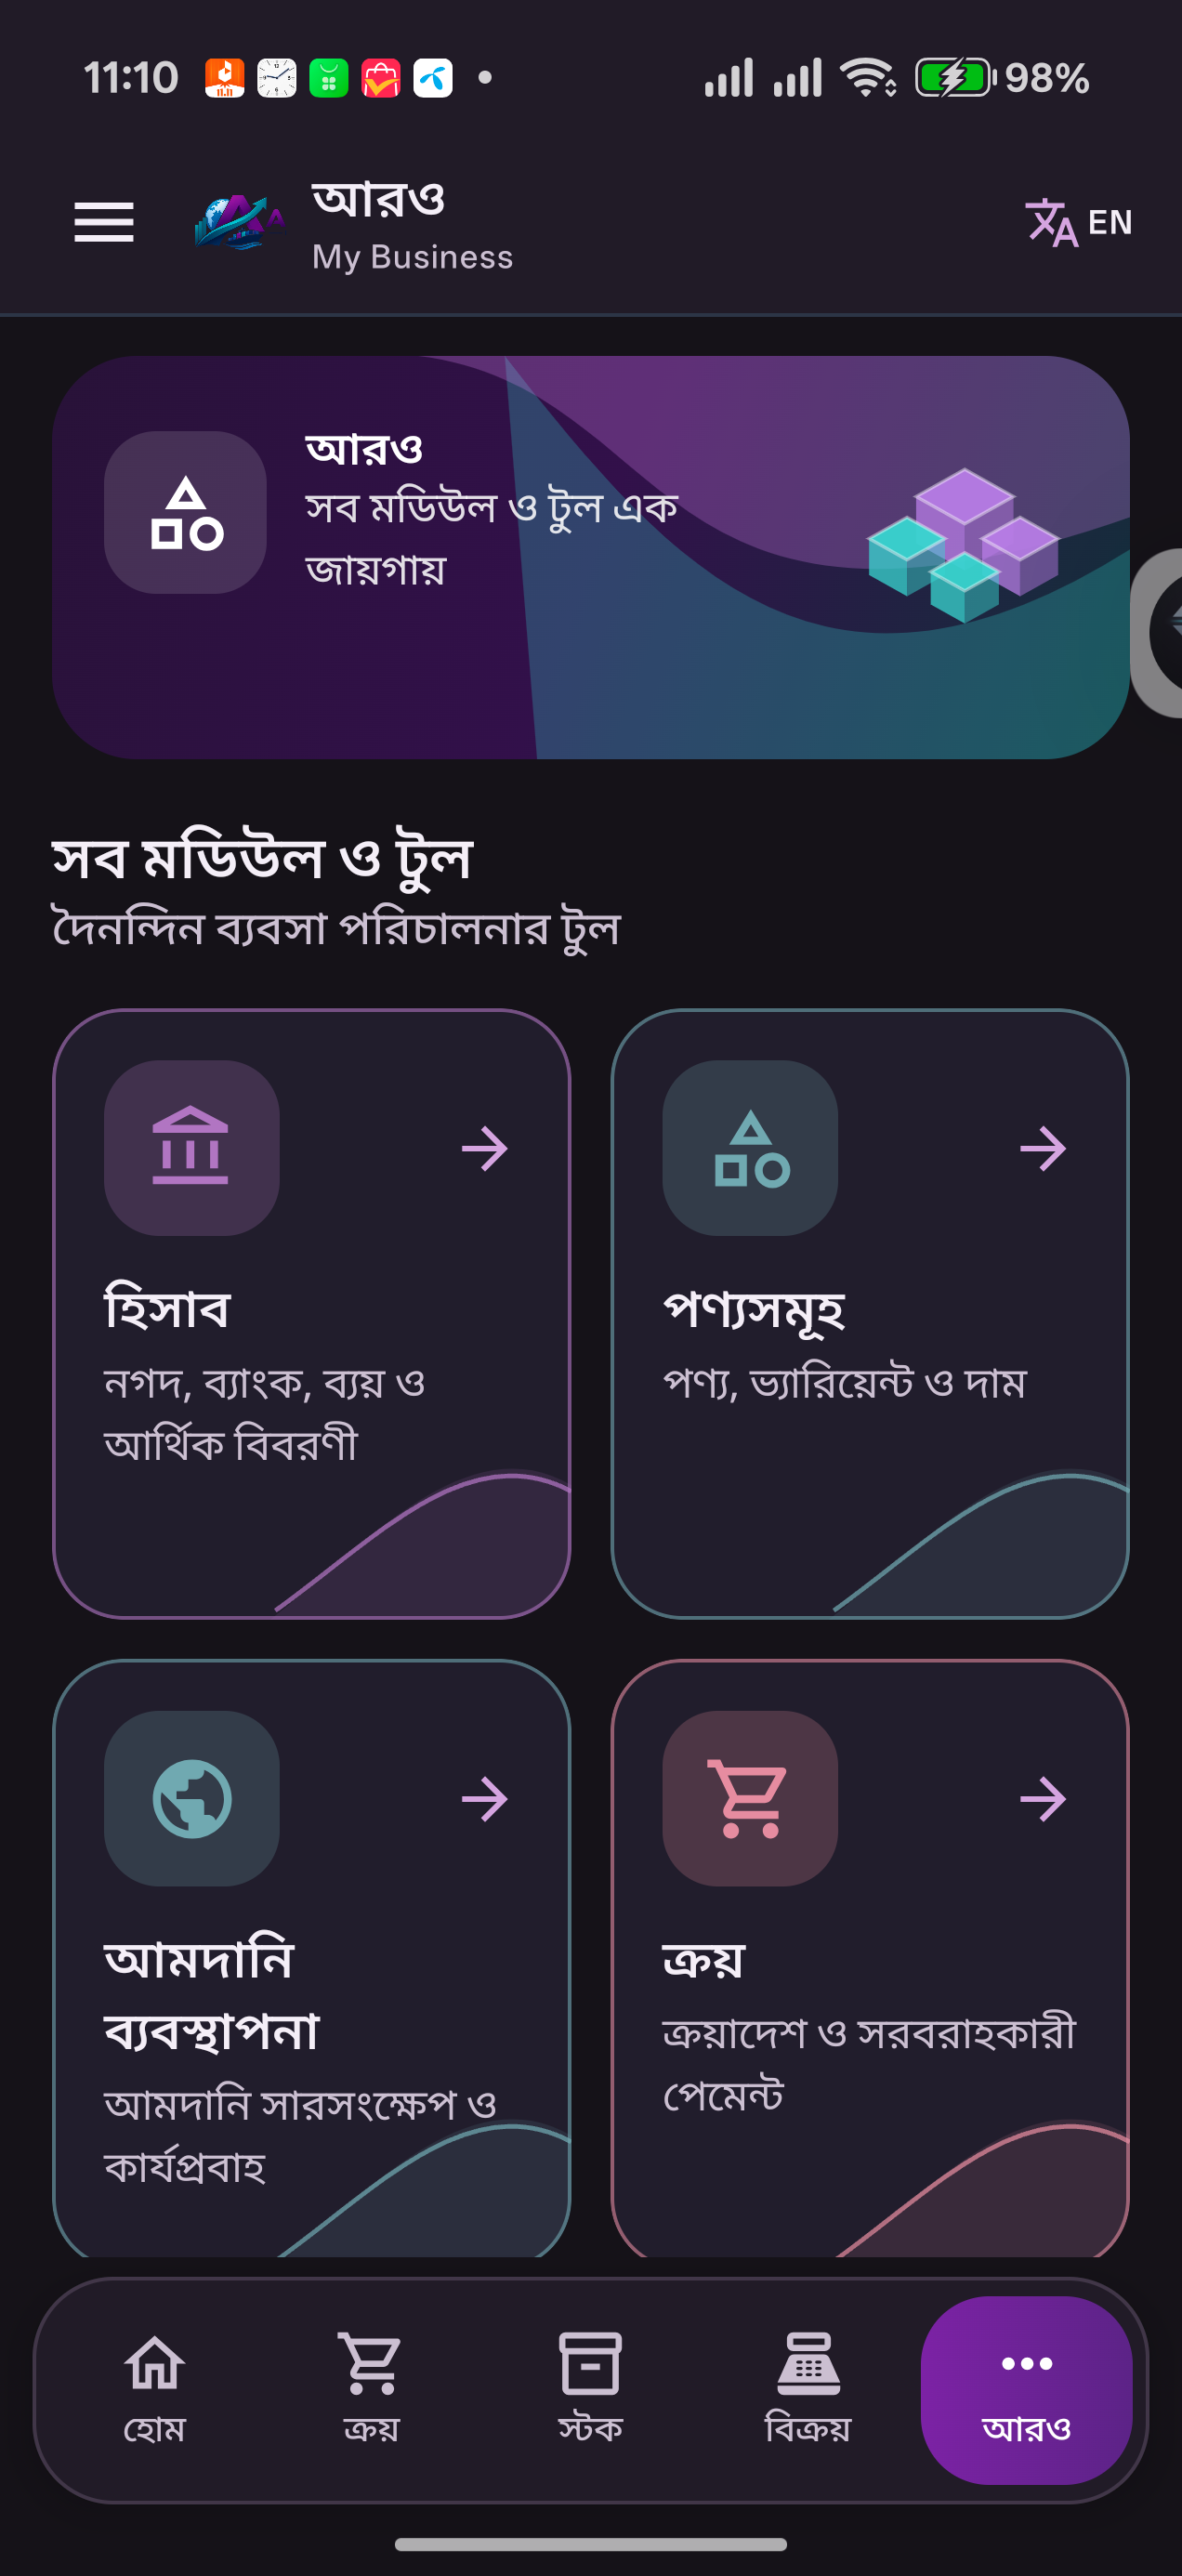 11:10
11.11
98%
আরও
My Business
EN
আরও
সব মডিউল ও টুল এক
জায়গায়
সব মডিউল ও টুল
দৈনন্দিন ব্যবসা পরিচালনার টুল
হিসাব
নগদ, ব্যাংক, ব্যয় ও
আর্থিক বিবরণী
পণ্যসমূহ
পণ্য, ভ্যারিয়েন্ট ও দাম
আমদানি
ব্যবস্থাপনা
আমদানি সারসংক্ষেপ ও
কার্যপ্রবাহ
ক্রয়
ক্রয়াদেশ ও সরবরাহকারী
পেমেন্ট
হোম
ক্রয়
স্টক
বিক্রয়
আরও